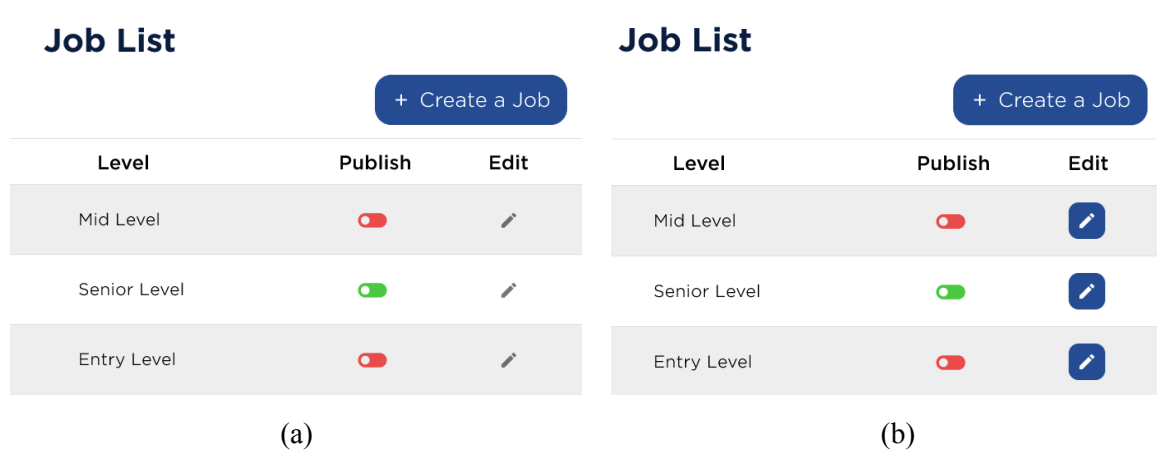 Job List
+ Create a Job
Level Publish Edit
Mid Level
Senior Level
Entry Level
(a)
Job List
+ Create a Job
Level Publish Edit
Mid Level
Senior Level
Entry Level
(b)